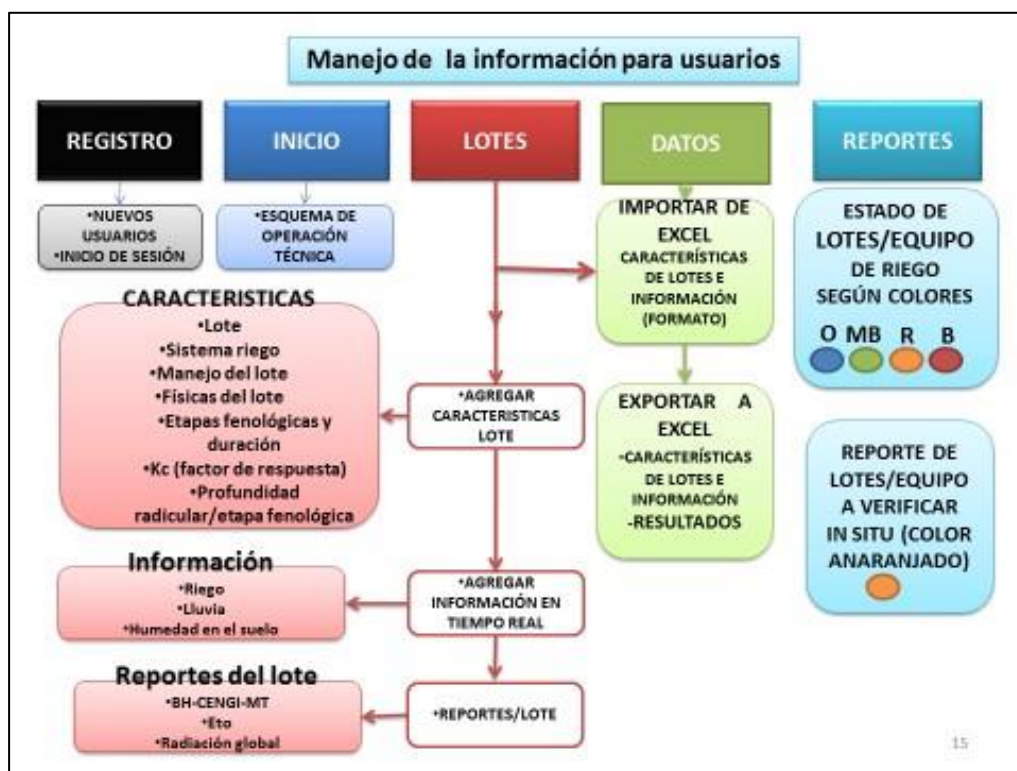 Manejo de la información para usuarios
REGISTRO
INICIO
LOTES
DATOS
REPORTES
•NUEVOS
USUARIOS
•INICIO DE SESIÓN
•ESQUEMA DE
OPERACIÓN
TÉCNICA
IMPORTAR DE
EXCEL
CARACTERÍSTICAS
DE LOTES E
INFORMACIÓN
(FORMATO)
ESTADO DE
LOTES/EQUIPO
DE RIEGO
SEGÚN COLORES
O MB R B
CARACTERISTICAS
•Lote
•Sistema riego
•Manejo del lote
•Físicas del lote
•Etapas fenológicas y
duración
•Kc (factor de respuesta)
•Profundidad
radicular/etapa fenológica
•AGREGAR
CARACTERISTICAS
LOTE
EXPORTAR A
EXCEL
-CARACTERÍSTICAS
DE LOTES E
INFORMACIÓN
-RESULTADOS
REPORTE DE
LOTES/EQUIPO
A VERIFICAR
IN SITU (COLOR
ANARANJADO)
Información
•Riego
•Lluvia
•Humedad en el suelo
•AGREGAR
INFORMACIÓN EN
TIEMPO REAL
Reportes del lote
•BH-CENGI-MT
•Eto
•Radiación global
•REPORTES/LOTE
15